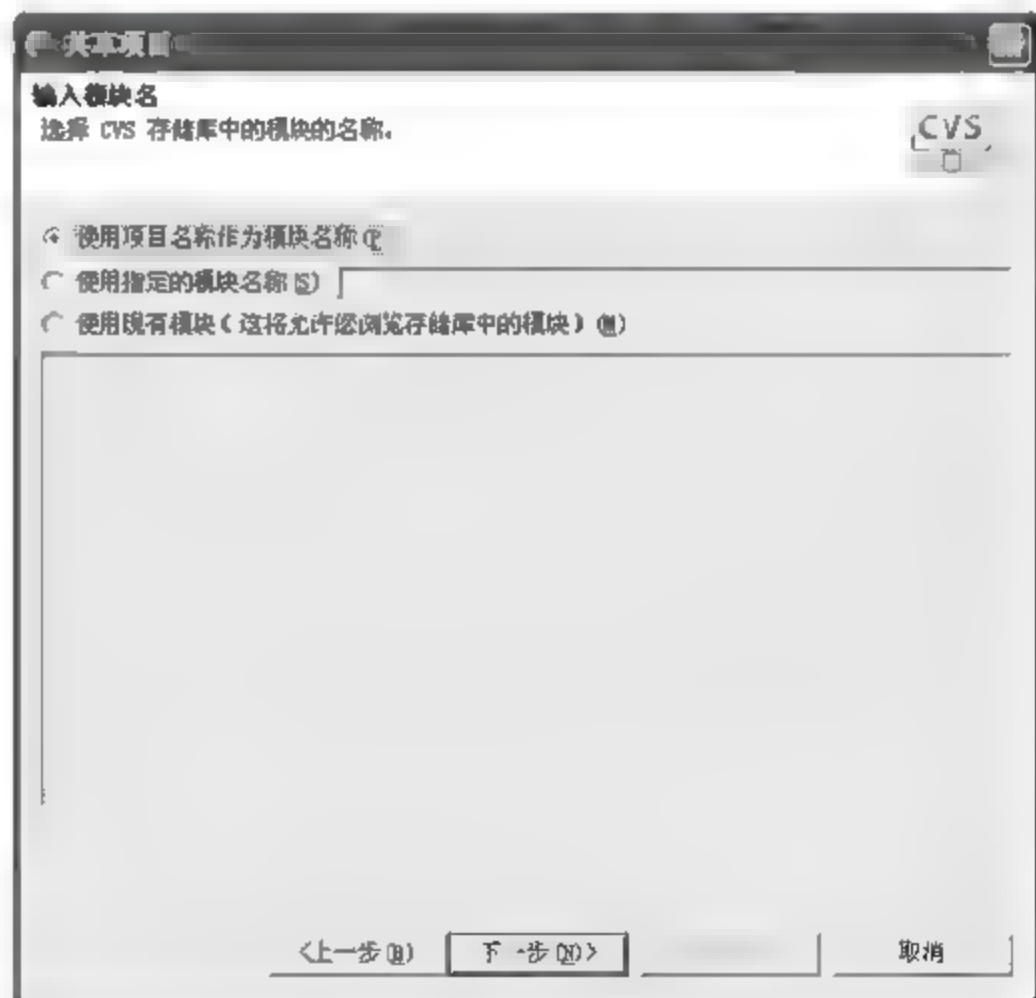 共享项目
输入模块名
选择 CVS 存储库中的模块的名称。
CVS
使用项目名称作为模块名称(P)
使用指定的模块名称(S)
使用现有模块(这将允许您浏览存储库中的模块)(M)
<上一步(B)
下一步(N)>
取消